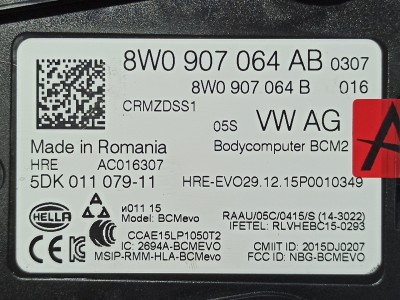 8W0 907 064 AB 0307
8W0 907 064 B 016
CRMZDSS1
05S VW AG
Made in Romania Bodycomputer BCM2
HRE AC016307
5DK 011 079-11 HRE-EVO29.12.15P0010349
HELLA
И011 15
Model: BCMevo
RAAU/05C/0415/S (14-3022)
IFETEL: RLVHEBC15-0293
CCAE15LP1050T2
IC: 2694A-BCMEVO
MSIP-RMM-HLA-BCMEVO
CMIIT ID: 2015DJ0207
FCC ID: NBG-BCMEVO
A